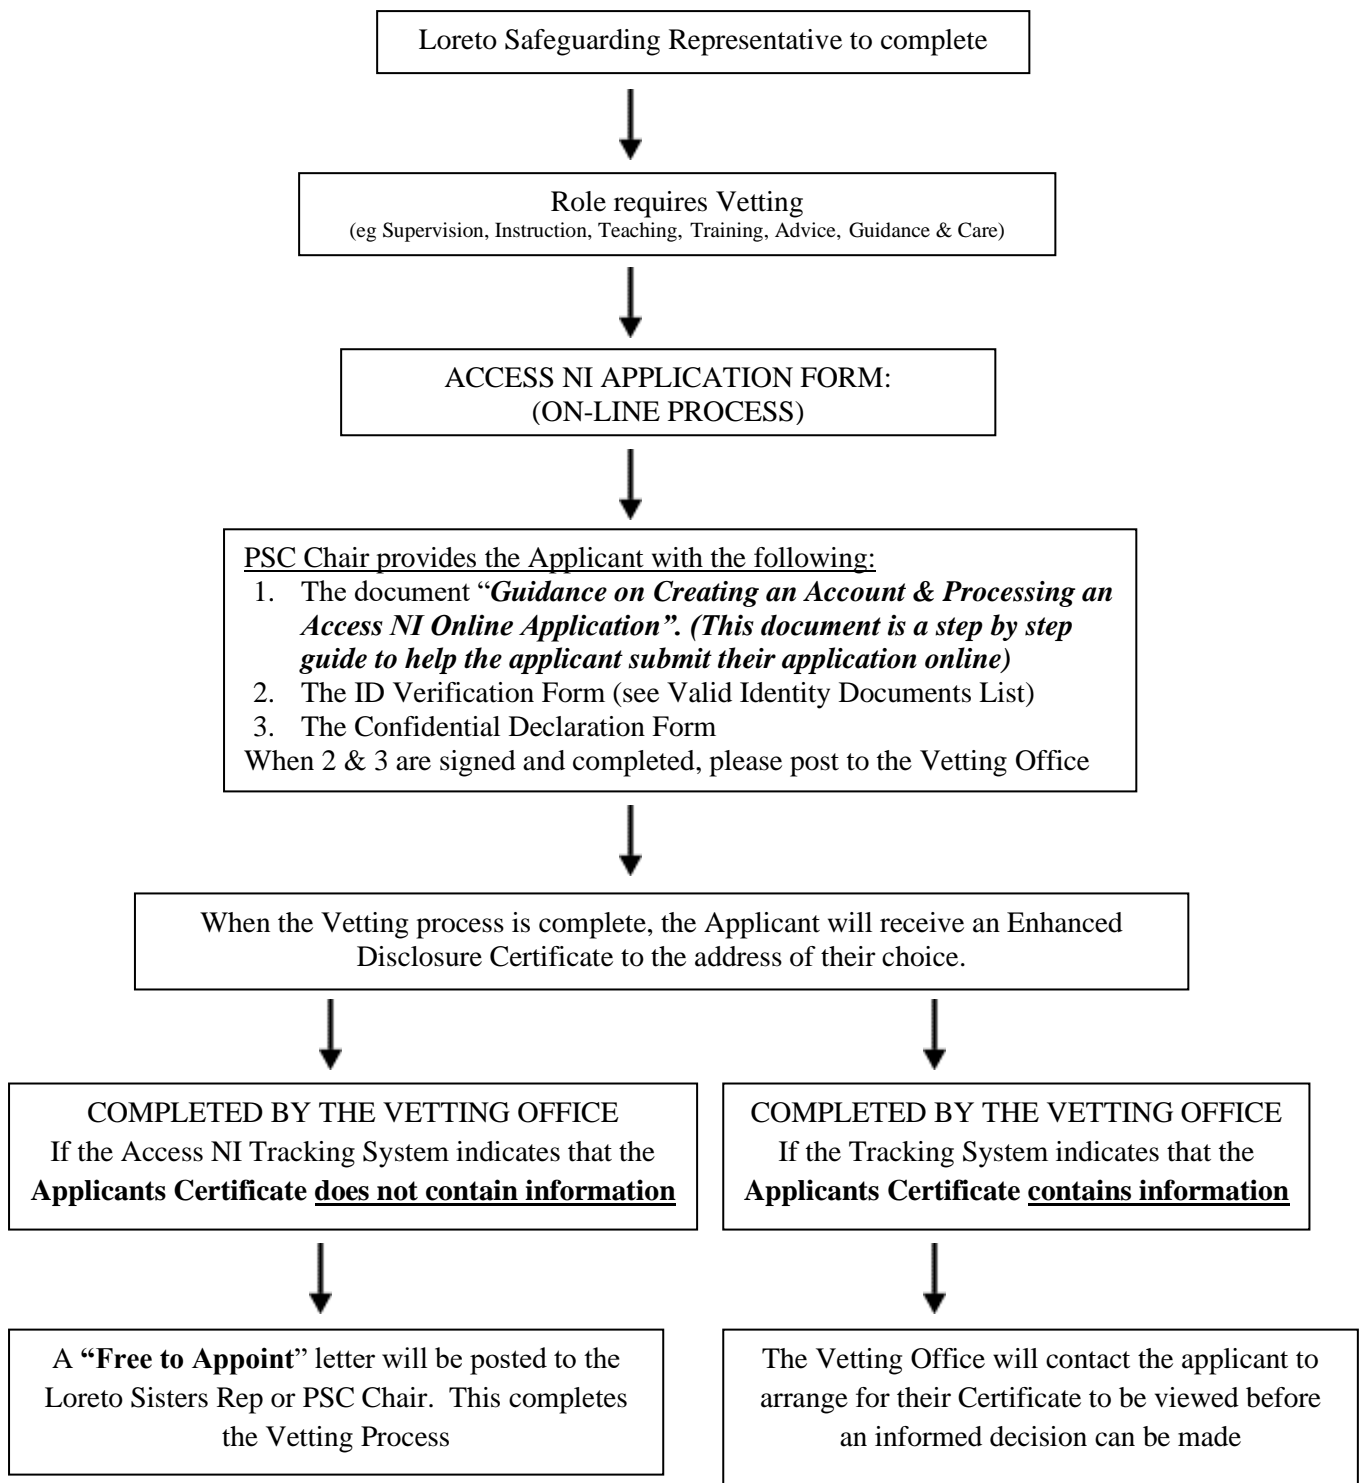 Loreto Safeguarding Representative to complete
Role requires Vetting
(eg Supervision, Instruction, Teaching, Training, Advice, Guidance & Care)
ACCESS NI APPLICATION FORM:
(ON-LINE PROCESS)
PSC Chair provides the Applicant with the following:
1. The document “Guidance on Creating an Account & Processing an
Access NI Online Application”. (This document is a step by step
guide to help the applicant submit their application online)
2. The ID Verification Form (see Valid Identity Documents List)
3. The Confidential Declaration Form
When 2 & 3 are signed and completed, please post to the Vetting Office
When the Vetting process is complete, the Applicant will receive an Enhanced
Disclosure Certificate to the address of their choice.
COMPLETED BY THE VETTING OFFICE
If the Access NI Tracking System indicates that the
Applicants Certificate does not contain information
COMPLETED BY THE VETTING OFFICE
If the Tracking System indicates that the
Applicants Certificate contains information
A “Free to Appoint” letter will be posted to the
Loreto Sisters Rep or PSC Chair. This completes
the Vetting Process
The Vetting Office will contact the applicant to
arrange for their Certificate to be viewed before
an informed decision can be made